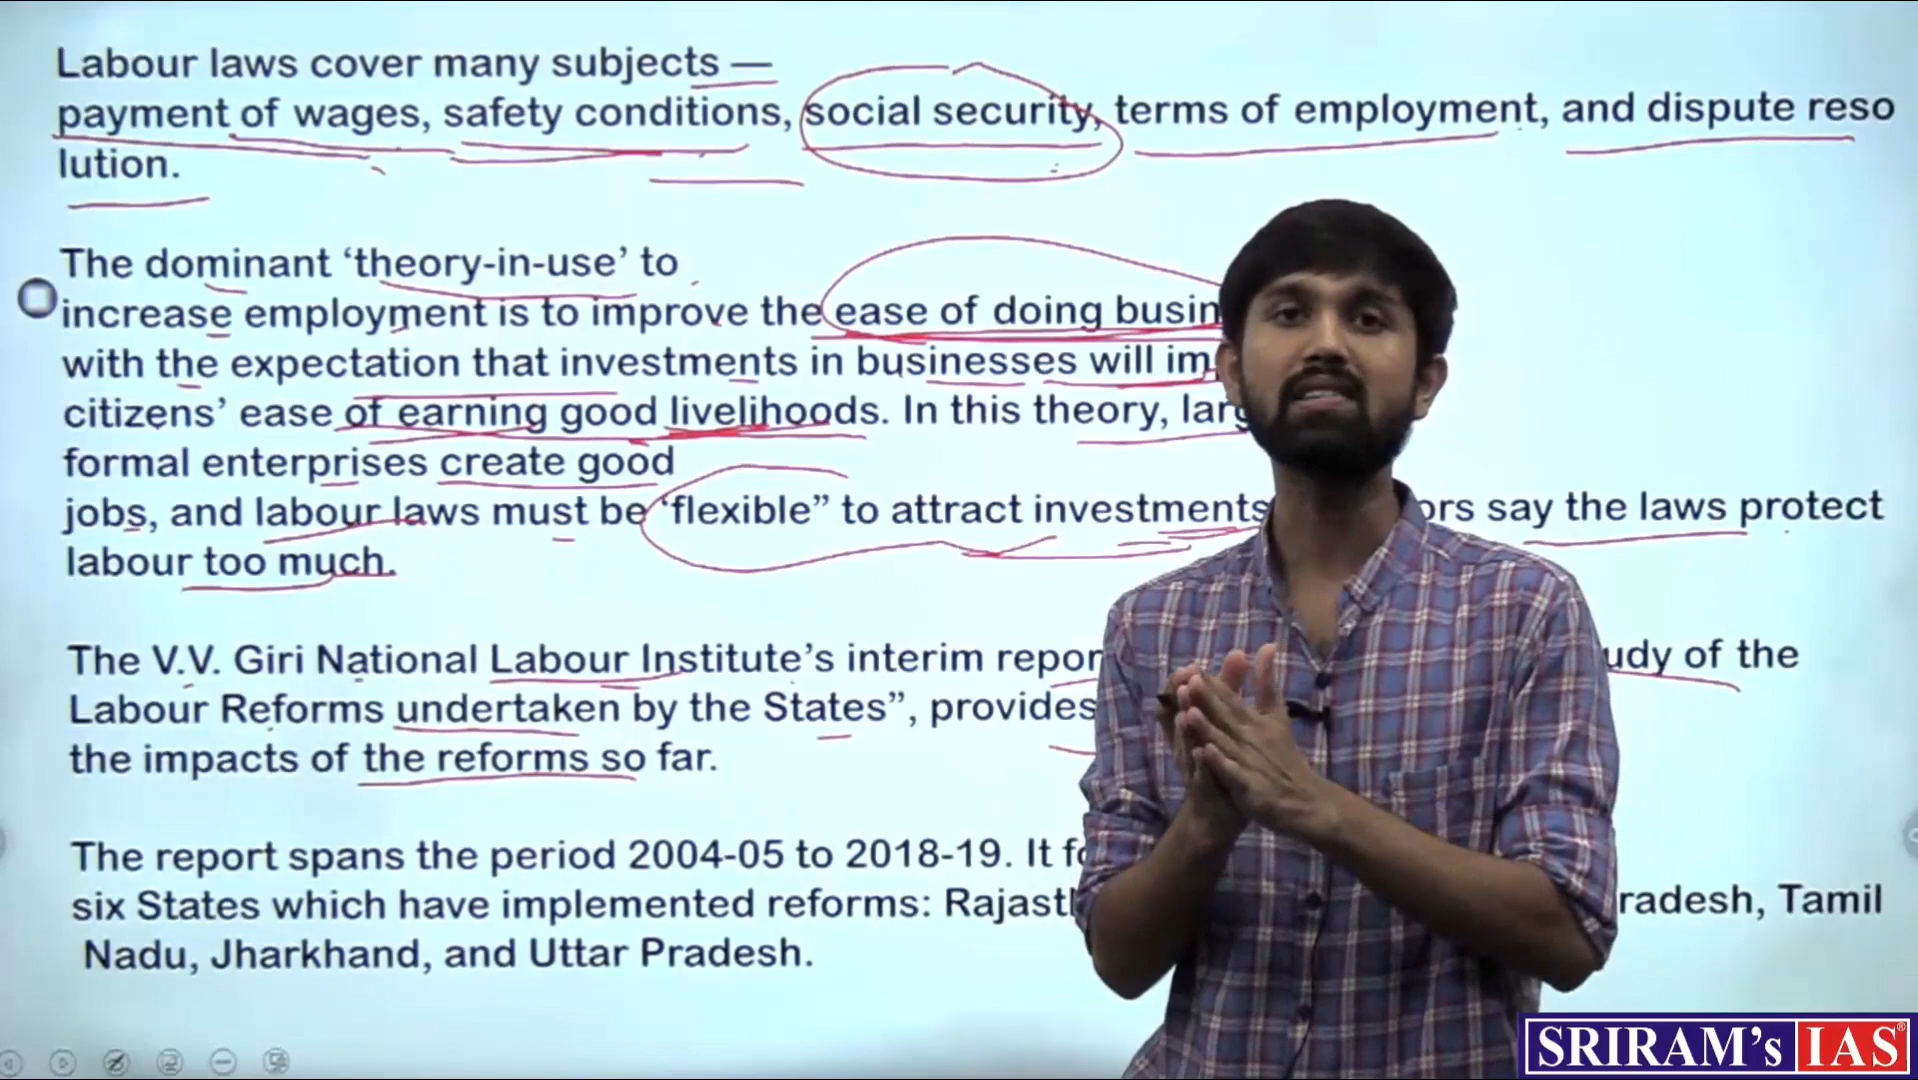 Labour laws cover many subjects —
payment of wages, safety conditions, social security, terms of employment, and dispute reso
lution.
The dominant ‘theory-in-use’ to
increase employment is to improve the ease of doing busin
with the expectation that investments in businesses will im
citizens’ ease of earning good livelihoods. In this theory, larg
formal enterprises create good
jobs, and labour laws must be ‘flexible” to attract investments ors say the laws protect
labour too much.
The V.V. Giri National Labour Institute’s interim repor udy of the
Labour Reforms undertaken by the States”, provides
the impacts of the reforms so far.
The report spans the period 2004-05 to 2018-19. It fo
six States which have implemented reforms: Rajasth radesh, Tamil
Nadu, Jharkhand, and Uttar Pradesh.
SRIRAM’s IAS®